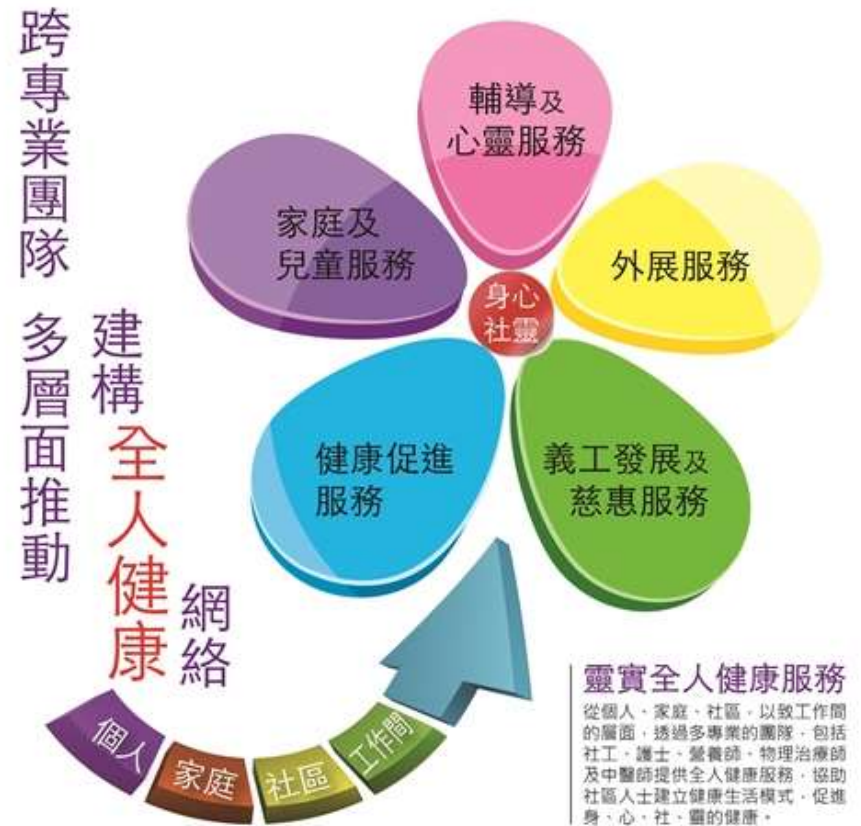 跨專業團隊 多層面推動
建構
全人健康
網絡
輔導及
心靈服務
家庭及
兒童服務
外展服務
身心
社靈
健康促進
服務
義工發展及
慈惠服務
個人
家庭
社區
工作間
靈實全人健康服務
從個人、家庭、社區，以致工作間
的層面，透過多專業的團隊，包括
社工、護士、營養師、物理治療師
及中醫師提供全人健康服務，協助
社區人士建立健康生活模式，促進
身、心、社、靈的健康。